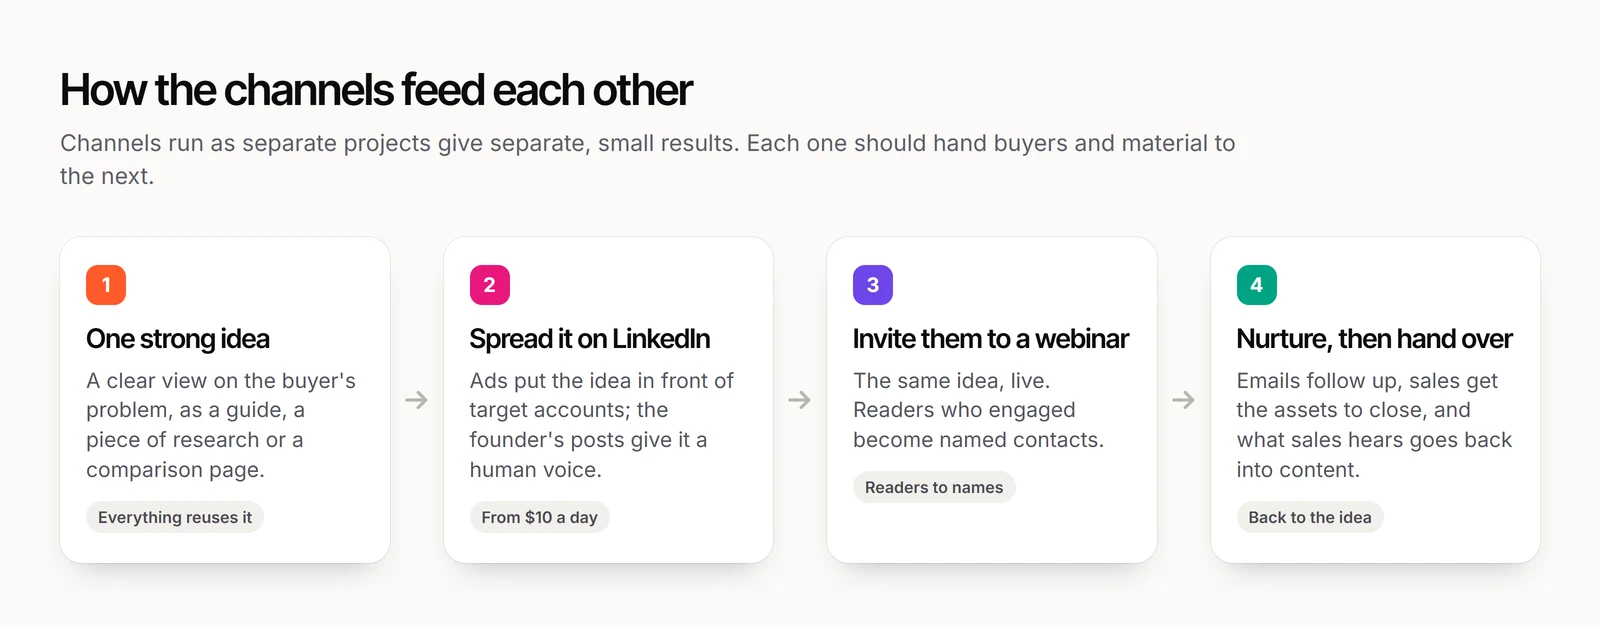 How the channels feed each other
Channels run as separate projects give separate, small results. Each one should hand buyers and material to
the next.
1
One strong idea
A clear view on the buyer's
problem, as a guide, a
piece of research or a
comparison page.
Everything reuses it
2
Spread it on LinkedIn
Ads put the idea in front of
target accounts; the
founder's posts give it a
human voice.
From $10 a day
3
Invite them to a webinar
The same idea, live.
Readers who engaged
become named contacts.
Readers to names
4
Nurture, then hand over
Emails follow up, sales get
the assets to close, and
what sales hears goes back
into content.
Back to the idea